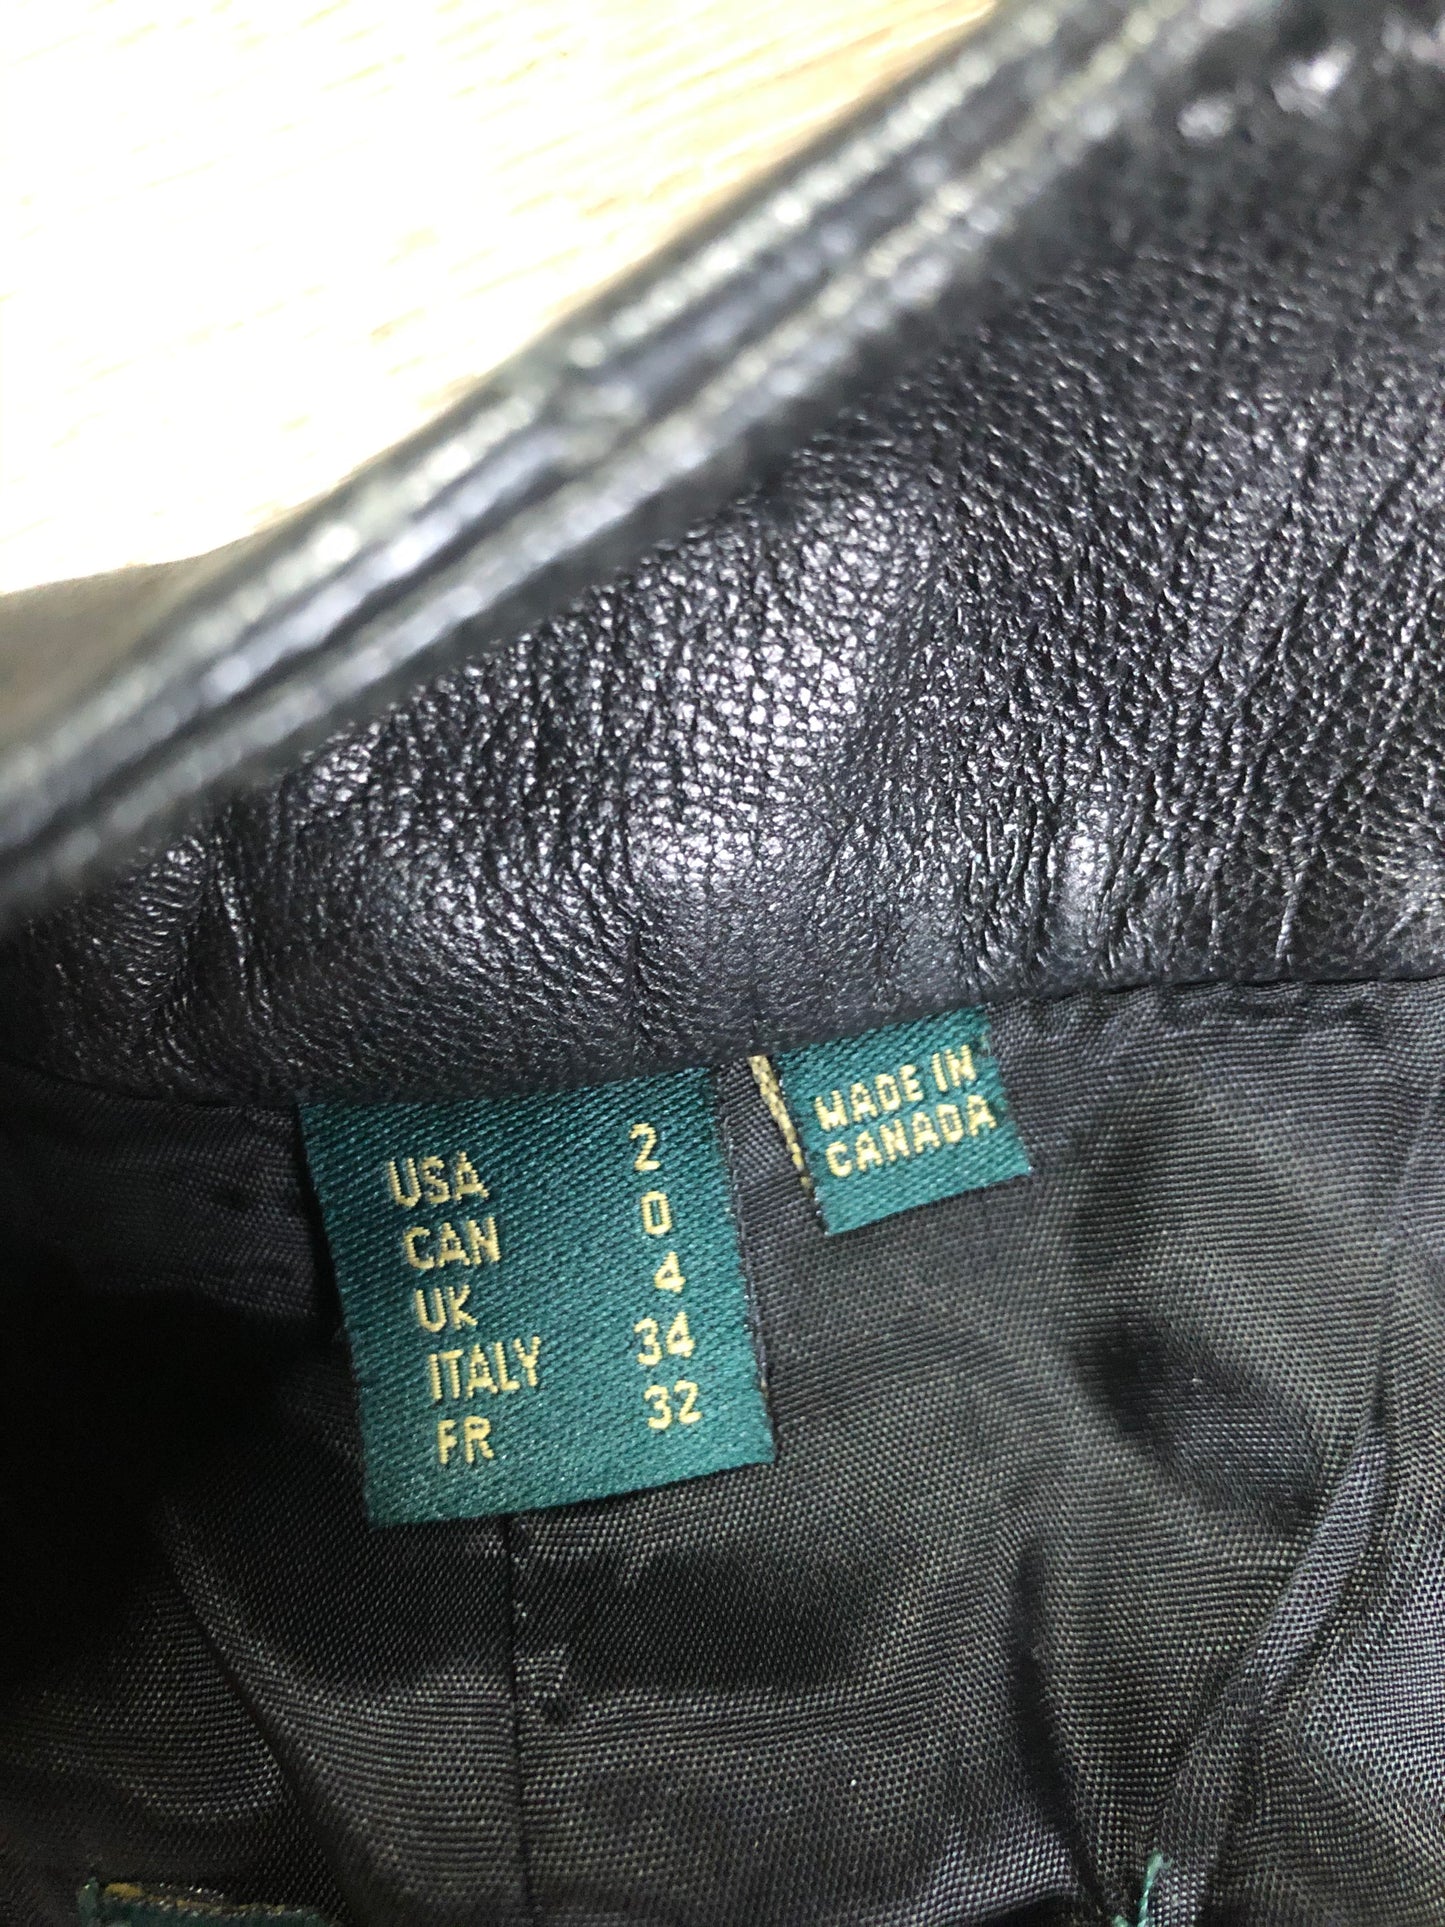 USA 2
CAN 0
UK 4
ITALY 34
FR 32
MADE IN
CANADA